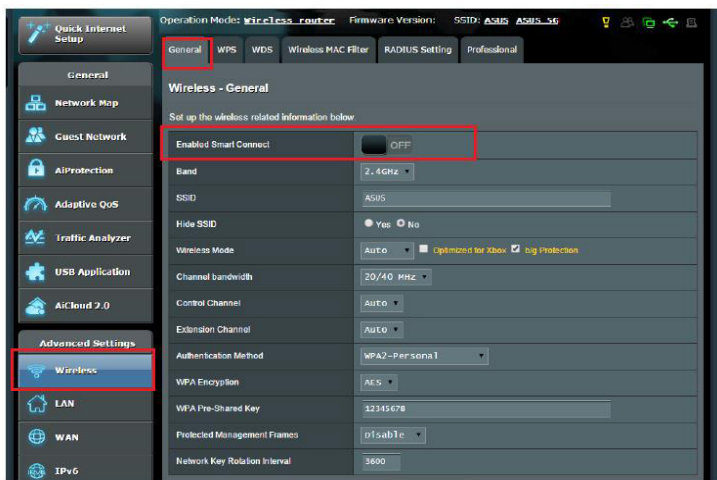 Quick Internet Setup
Operation Mode: Wireless router Firmware Version: SSID: ASUS ASUS_5G
General WPS WDS Wireless MAC Filter RADIUS Setting Professional
General
Network Map
Guest Network
AiProtection
Adaptive QoS
Traffic Analyzer
USB Application
AiCloud 2.0
Advanced Settings
Wireless
LAN
WAN
IPv6
Wireless - General
Set up the wireless related information below
Enabled Smart Connect OFF
Band 2.4GHz
SSID ASUS
Hide SSID Yes No
Wireless Mode Auto Optimized for Xbox b/g Protection
Channel bandwidth 20/40 MHz
Control Channel Auto
Extension Channel Auto
Authentication Method WPA2-Personal
WPA Encryption AES
WPA Pre-Shared Key 12345678
Protected Management Frames Disable
Network Key Rotation Interval 3600